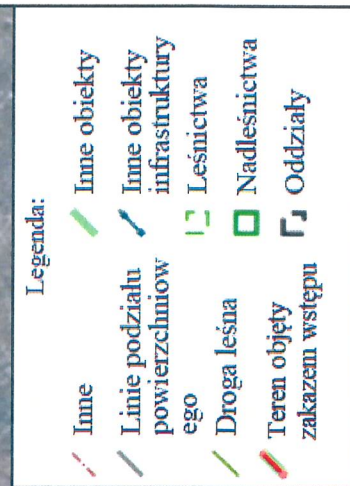 Legenda:
Inne
Linie podziału
powierzchniow
ego
Droga leśna
Teren objęty
zakazem wstępu
Inne obiekty
Inne obiekty
infrastruktury
Leśnictwa
Nadleśnictwa
Oddziały